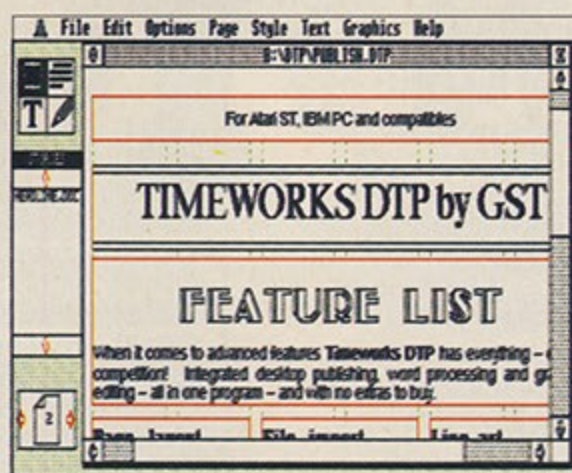 File Edit Options Page Style Text Graphics Help
B:\DTP\PUBLISH.DTP
T
For Atari ST, IBM PC and compatibles
TIMEWORKS DTP by GST
FEATURE LIST
When it comes to advanced features Timeworks DTP has everything –
competition! Integrated desktop publishing, word processing and
editing – all in one program – and with no extras to buy.
2
Page layout File import Line art